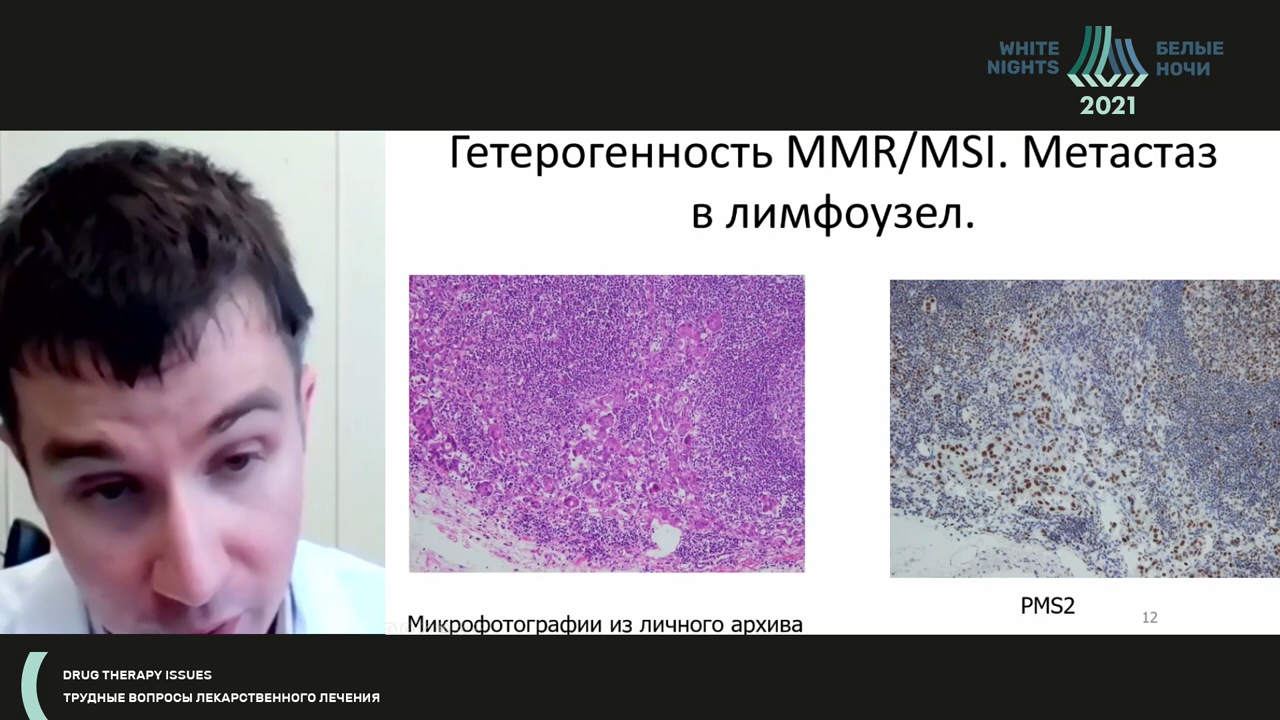 WHITE
NIGHTS
БЕЛЫЕ
НОЧИ
2021
Гетерогенность MMR/MSI. Метастаз
в лимфоузел.
PMS2
12
Микрофотографии из личного архива
DRUG THERAPY ISSUES
ТРУДНЫЕ ВОПРОСЫ ЛЕКАРСТВЕННОГО ЛЕЧЕНИЯ